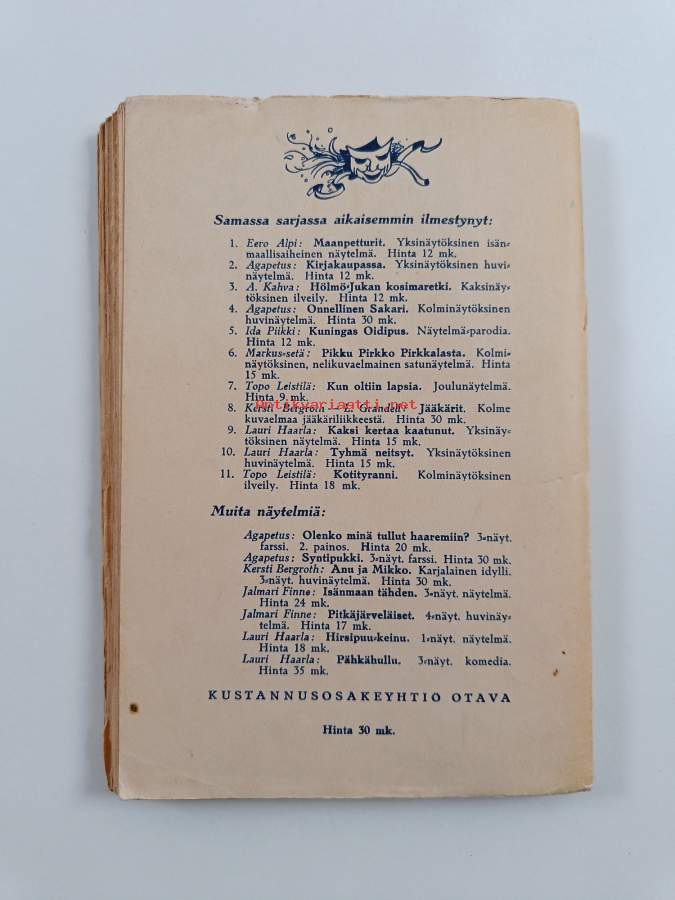 Samassa sarjassa aikaisemmin ilmestynyt:
1. Eero Alpi: Maanpetturit. Yksinäytöksinen isän=
maallisaiheinen näytelmä. Hinta 12 mk.
2. Agapetus: Kirjakaupassa. Yksinäytöksinen huvi=
näytelmä. Hinta 12 mk.
3. A. Kahva: Hölmö=Jukan kosimaretki. Kaksinäy=
töksinen ilveily. Hinta 12 mk.
4. Agapetus: Onnellinen Sakari. Kolminäytöksinen
huvinäytelmä. Hinta 30 mk.
5. Ida Piikki: Kuningas Oidipus. Näytelmä=parodia.
Hinta 12 mk.
6. Markus=setä: Pikku Pirkko Pirkkalasta. Kolmi=
näytöksinen, nelikuvaelmainen satunäytelmä. Hinta
15 mk.
7. Topo Leistilä: Kun oltiin lapsia. Joulunäytelmä.
Hinta 9 mk.
Antikvariaatti.net
8. Kersti Bergroth — L. Grandell: Jääkärit. Kolme
kuvaelmaa jääkäriliikkeestä. Hinta 30 mk.
9. Lauri Haarla: Kaksi kertaa kaatunut. Yksinäy=
töksinen näytelmä. Hinta 15 mk.
10. Lauri Haarla: Tyhmä neitsyt. Yksinäytöksinen
huvinäytelmä. Hinta 15 mk.
11. Topo Leistilä: Kotityranni. Kolminäytöksinen
ilveily. Hinta 18 mk.
Muita näytelmiä:
Agapetus: Olenko minä tullut haaremiin? 3=näyt.
farssi. 2. painos. Hinta 20 mk.
Agapetus: Syntipukki. 3=näyt. farssi. Hinta 30 mk.
Kersti Bergroth: Anu ja Mikko. Karjalainen idylli.
3=näyt. huvinäytelmä. Hinta 30 mk.
Jalmari Finne: Isänmaan tähden. 3=näyt. näytelmä.
Hinta 24 mk.
Jalmari Finne: Pitkäjärveläiset. 4=näyt. huvinäy=
telmä. Hinta 17 mk.
Lauri Haarla: Hirsipuu=keinu. 1=näyt. näytelmä.
Hinta 18 mk.
Lauri Haarla: Pähkähullu. 3=näyt. komedia.
Hinta 35 mk.
KUSTANNUSOSAKEYHTIÖ OTAVA
Hinta 30 mk.